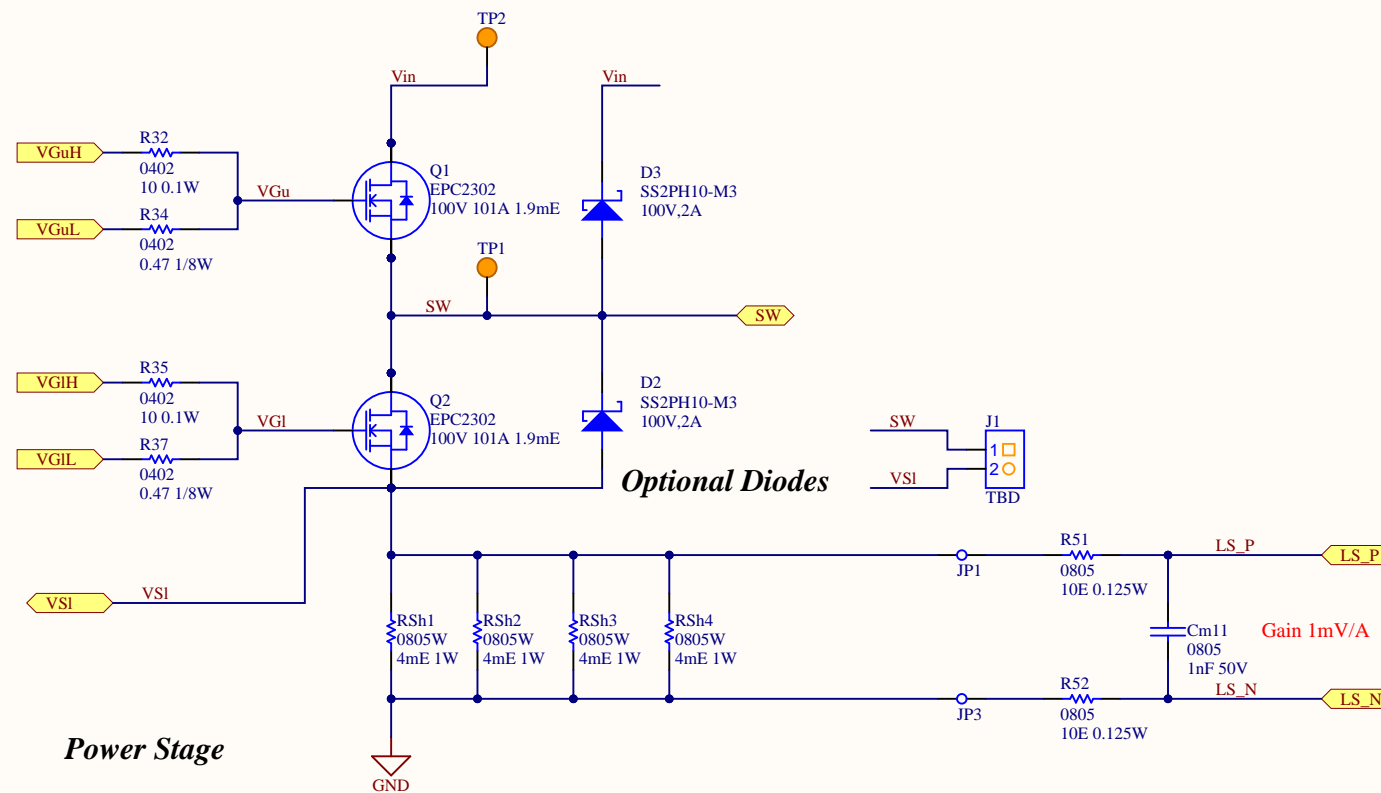 TP2
Vin
Vin
R32
VGuH
0402
10 0.1W
VGu
Q1
EPC2302
100V 101A 1.9mE
D3
SS2PH10-M3
100V,2A
R34
VGuL
0402
0.47 1/8W
TP1
SW
SW
R35
VGlH
0402
10 0.1W
VGl
Q2
EPC2302
100V 101A 1.9mE
D2
SS2PH10-M3
100V,2A
R37
VGlL
0402
0.47 1/8W
Optional Diodes
SW
J1
1
2
VSl
TBD
VSl
VSl
RSh1
0805W
4mE 1W
RSh2
0805W
4mE 1W
RSh3
0805W
4mE 1W
RSh4
0805W
4mE 1W
JP1
R51
0805
10E 0.125W
LS_P
LS_P
Cm11
0805
1nF 50V
Gain 1mV/A
JP3
R52
0805
10E 0.125W
LS_N
LS_N
Power Stage
GND